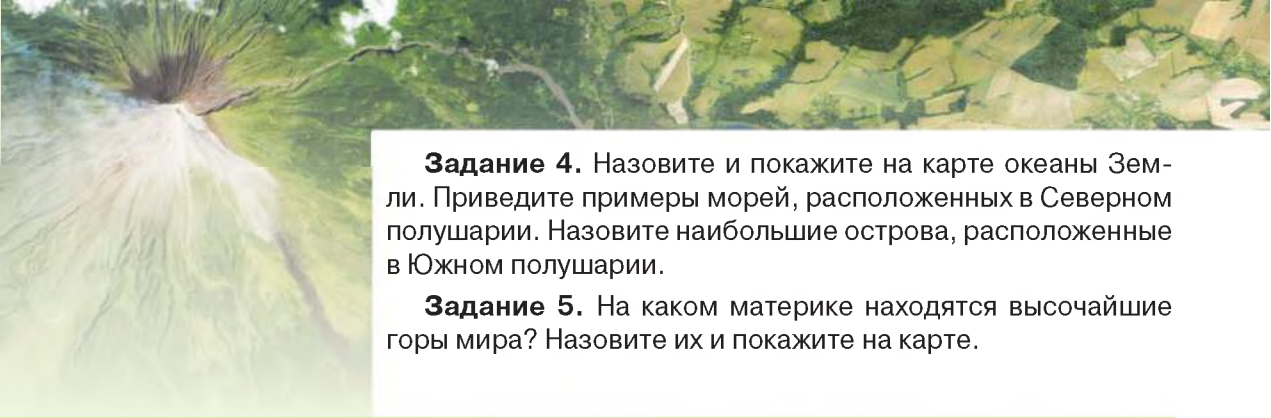 Задание 4. Назовите и покажите на карте океаны Зем-
ли. Приведите примеры морей, расположенных в Северном
полушарии. Назовите наибольшие острова, расположенные
в Южном полушарии.
Задание 5. На каком материке находятся высочайшие
горы мира? Назовите их и покажите на карте.